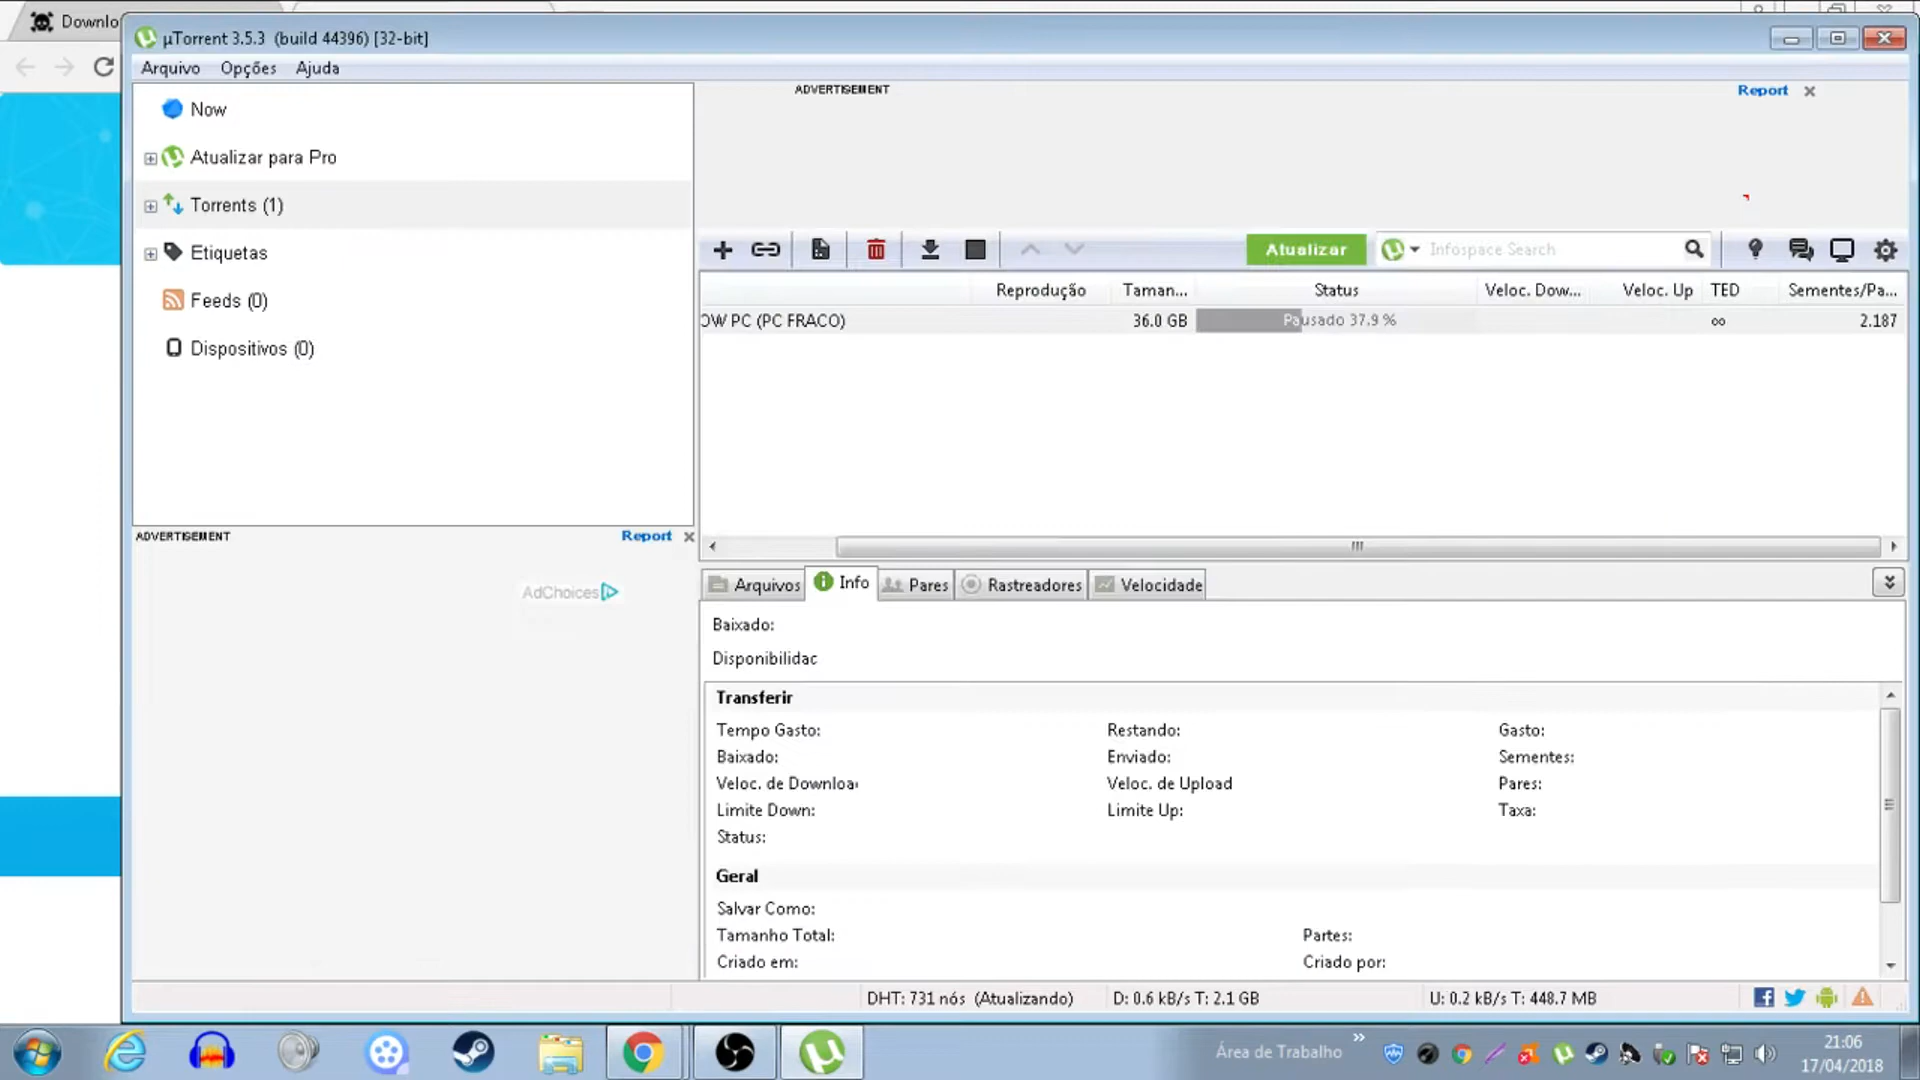 Downlo
µTorrent 3.5.3 (build 44396) [32-bit]
Arquivo Opções Ajuda
Now
Atualizar para Pro
Torrents (1)
Etiquetas
Feeds (0)
Dispositivos (0)
ADVERTISEMENT Report
AdChoices
ADVERTISEMENT Report
Atualizar Infospace Search
Reprodução Taman... Status Veloc. Dow... Veloc. Up TED Sementes/Pa...
OW PC (PC FRACO) 36.0 GB Pausado 37.9 % ∞ 2.187
Arquivos Info Pares Rastreadores Velocidade
Baixado:
Disponibilidac
Transferir
Tempo Gasto: Restando: Gasto:
Baixado: Enviado: Sementes:
Veloc. de Downloa Veloc. de Upload Pares:
Limite Down: Limite Up: Taxa:
Status:
Geral
Salvar Como:
Tamanho Total: Partes:
Criado em: Criado por:
DHT: 731 nós (Atualizando) D: 0.6 kB/s T: 2.1 GB U: 0.2 kB/s T: 448.7 MB
Área de Trabalho » 21:06
17/04/2018